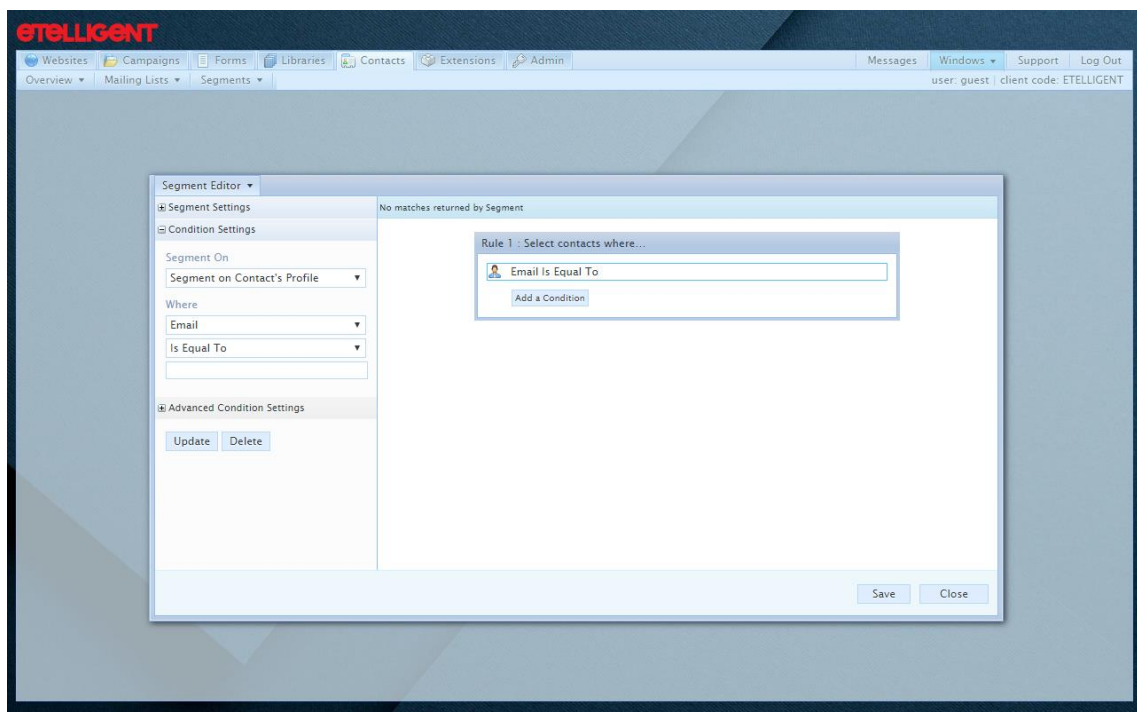 eTELLIGeNT
Websites Campaigns Forms Libraries Contacts Extensions Admin Messages Windows Support Log Out
Overview Mailing Lists Segments user: guest client code: ETELLIGENT
Segment Editor
Segment Settings
No matches returned by Segment
Condition Settings
Segment On
Segment on Contact's Profile
Where
Email
Is Equal To
Advanced Condition Settings
Update Delete
Rule 1 : Select contacts where...
Email Is Equal To
Add a Condition
Save Close